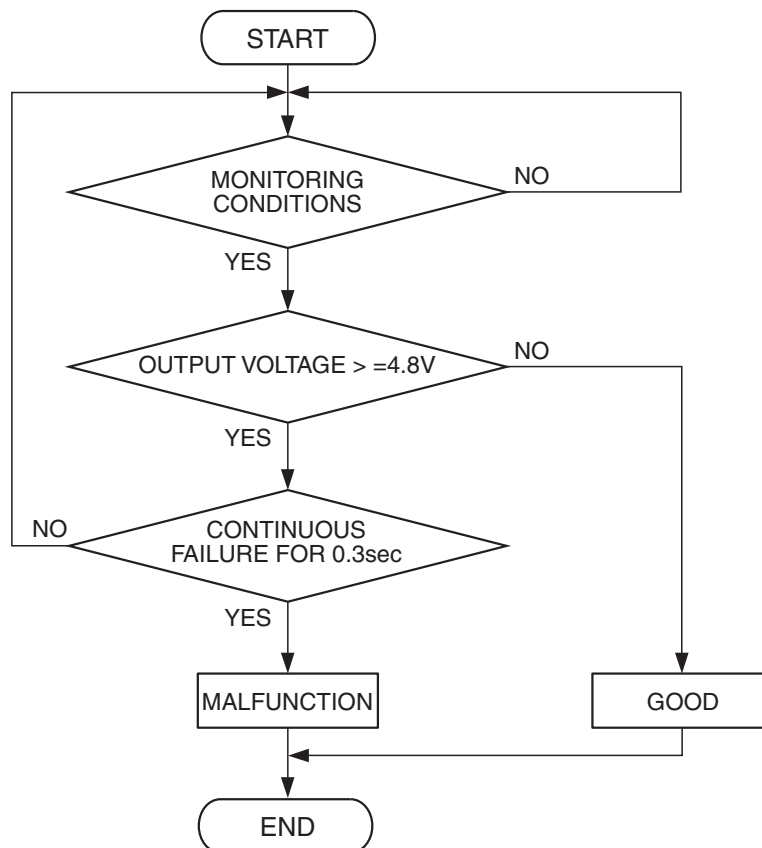 START
MONITORING
CONDITIONS
NO
YES
OUTPUT VOLTAGE > =4.8V
NO
YES
CONTINUOUS
FAILURE FOR 0.3sec
NO
YES
MALFUNCTION
GOOD
END